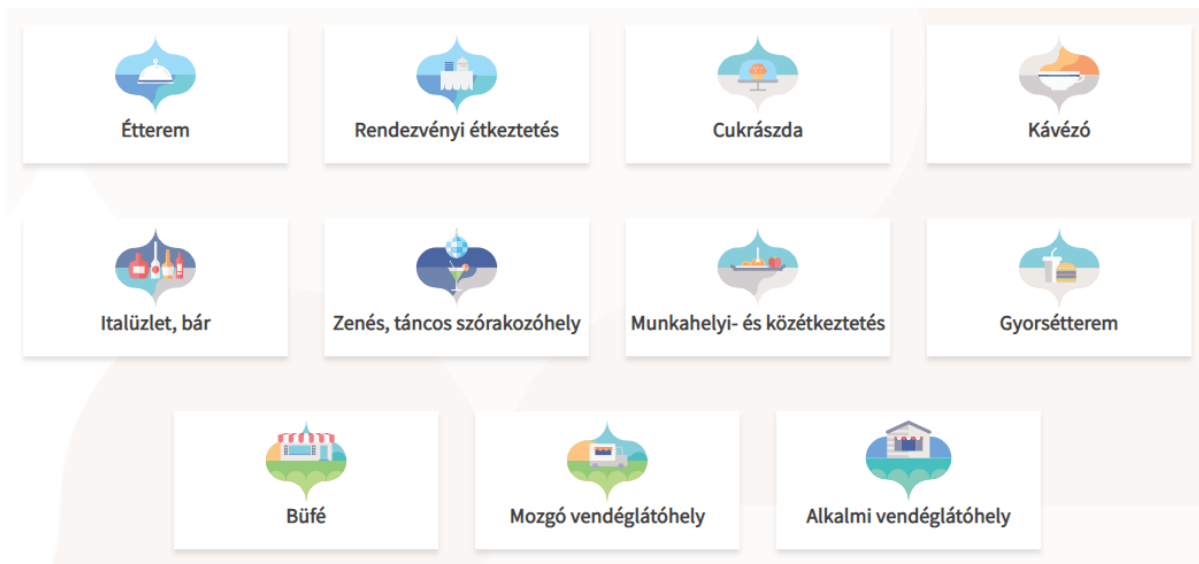 Étterem
Rendezvényi étkeztetés
Cukrászda
Kávézó
Italüzlet, bár
Zenés, táncos szórakozóhely
Munkahelyi- és közétkeztetés
Gyorsétterem
Büfé
Mozgó vendéglátóhely
Alkalmi vendéglátóhely